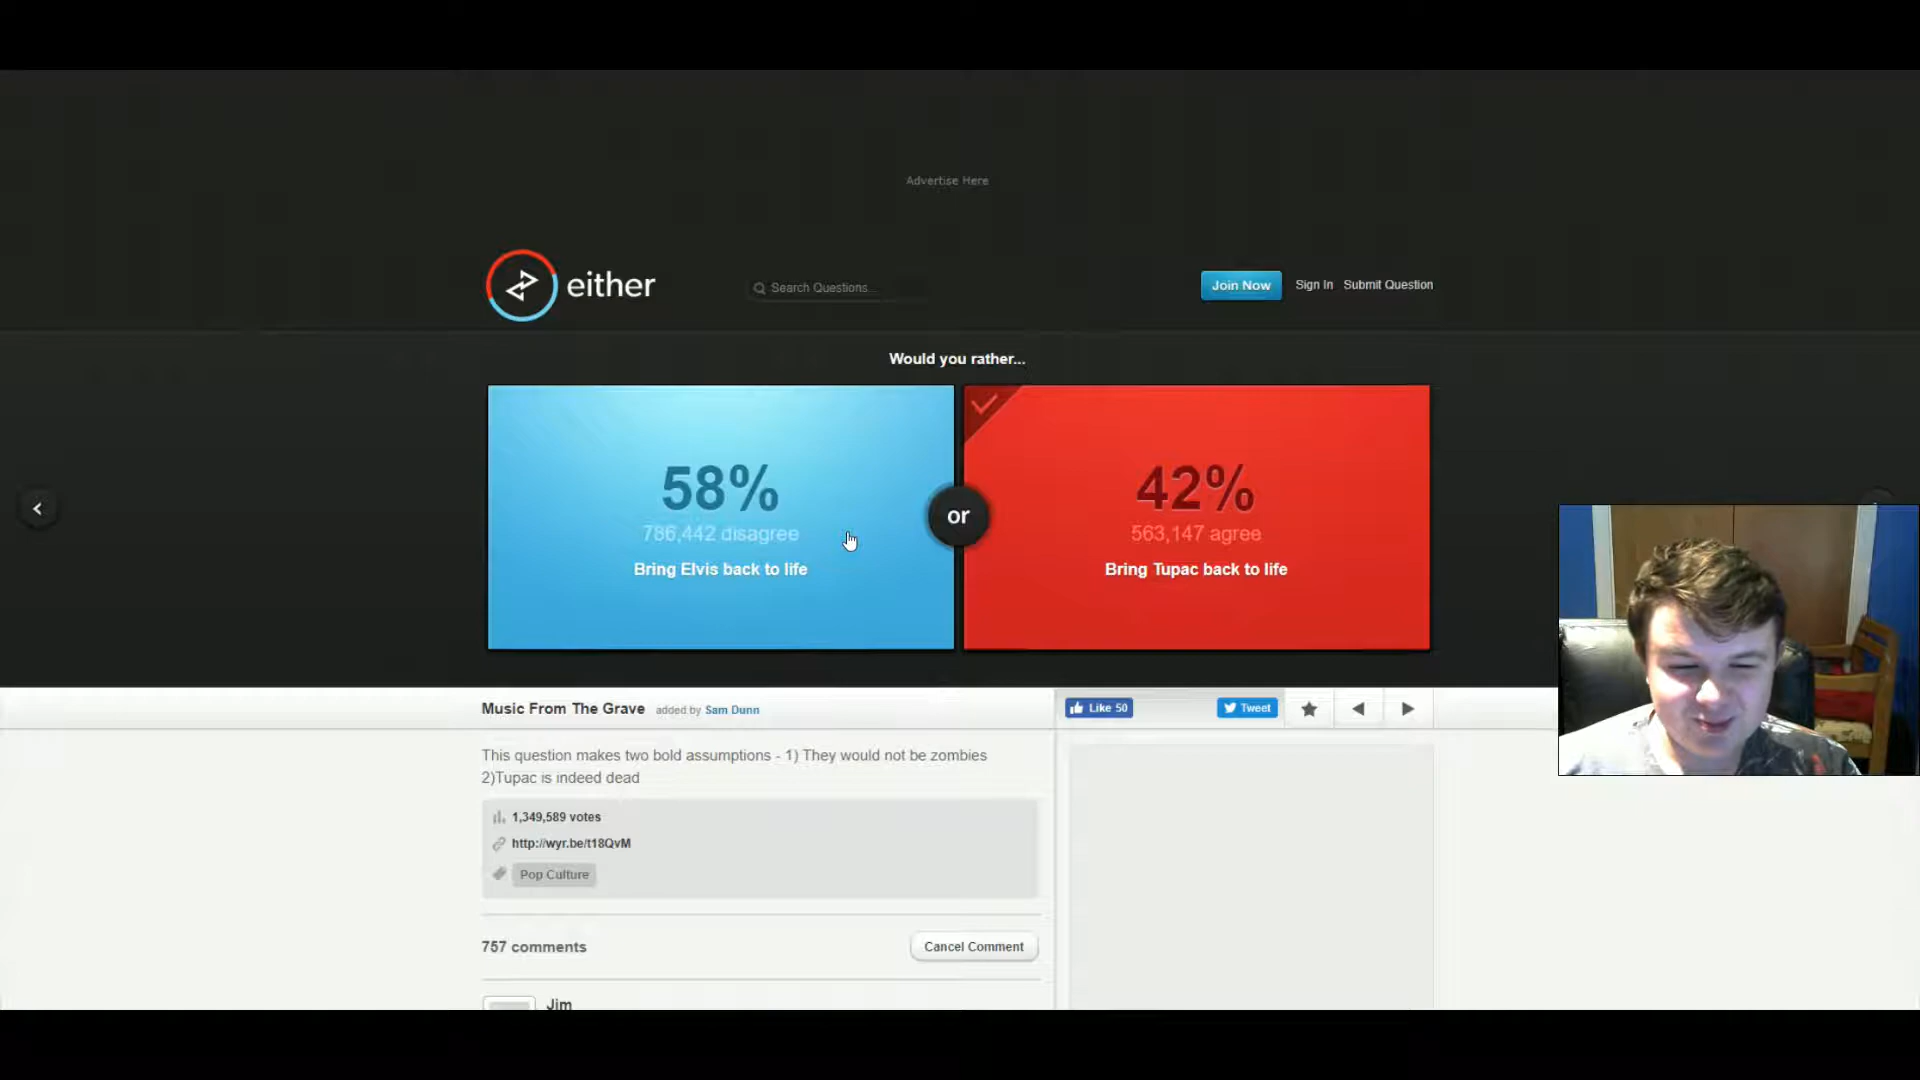 Advertise Here
either
Search Questions...
Join Now
Sign In
Submit Question
Would you rather...
58%
786,442 disagree
Bring Elvis back to life
or
42%
563,147 agree
Bring Tupac back to life
Music From The Grave added by Sam Dunn
Like 50
Tweet
This question makes two bold assumptions - 1) They would not be zombies
2)Tupac is indeed dead
1,349,589 votes
http://wyr.be/t18QvM
Pop Culture
757 comments
Cancel Comment
Jim